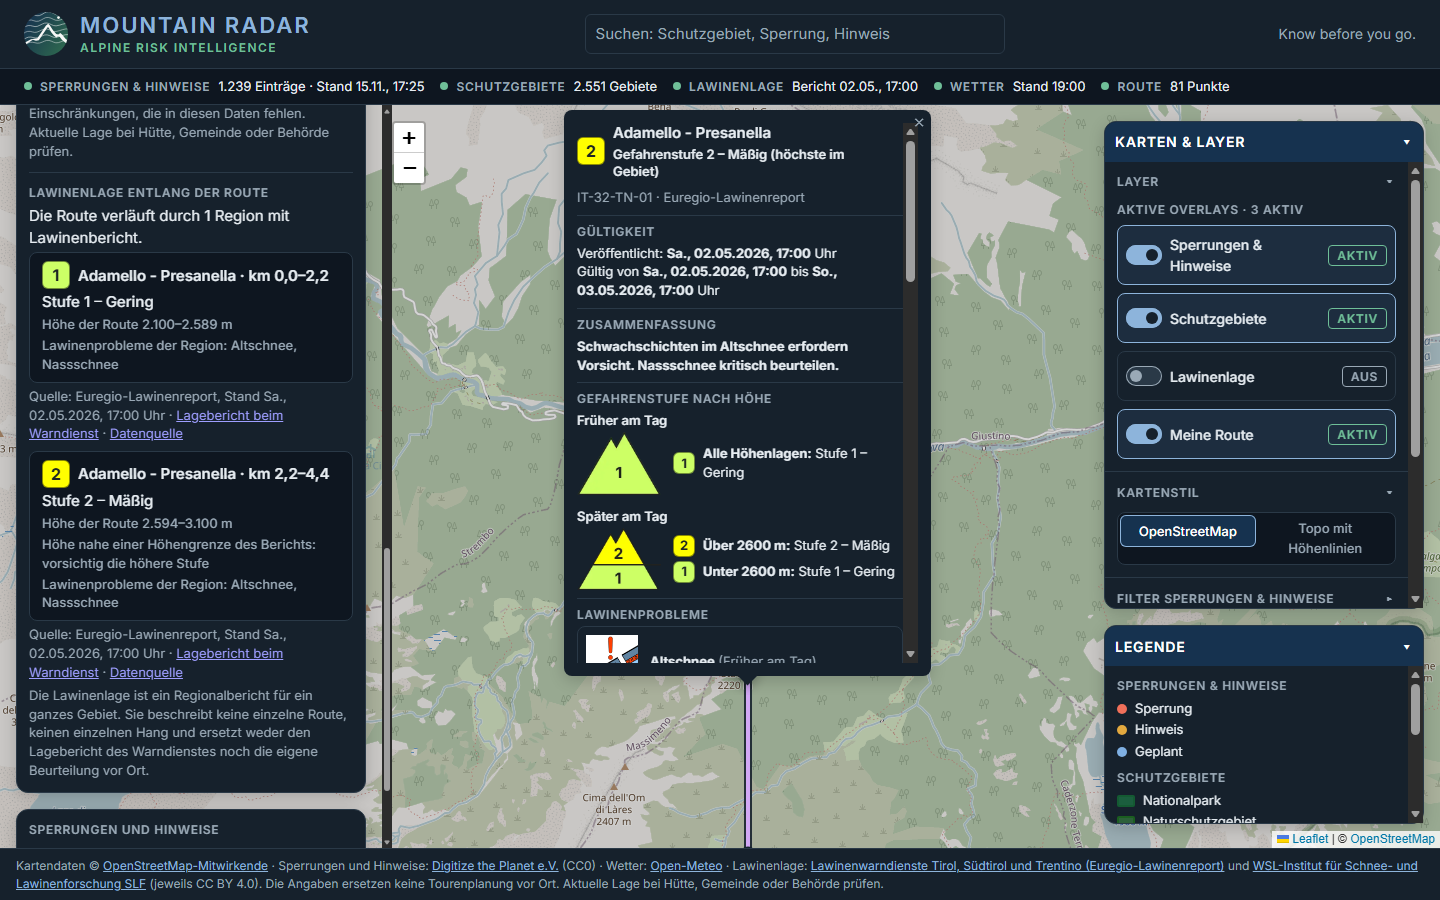 MOUNTAIN RADAR
ALPINE RISK INTELLIGENCE
Suchen: Schutzgebiet, Sperrung, Hinweis
Know before you go.
SPERRUNGEN & HINWEISE 1.239 Einträge · Stand 15.11., 17:25
SCHUTZGEBIETE 2.551 Gebiete
LAWINENLAGE Bericht 02.05., 17:00
WETTER Stand 19:00
ROUTE 81 Punkte
Einschränkungen, die in diesen Daten fehlen.
Aktuelle Lage bei Hütte, Gemeinde oder Behörde
prüfen.
LAWINENLAGE ENTLANG DER ROUTE
Die Route verläuft durch 1 Region mit
Lawinenbericht.
1 Adamello - Presanella · km 0,0–2,2
Stufe 1 – Gering
Höhe der Route 2.100–2.589 m
Lawinenprobleme der Region: Altschnee,
Nassschnee
Quelle: Euregio-Lawinenreport, Stand Sa.,
02.05.2026, 17:00 Uhr · Lagebericht beim
Warndienst · Datenquelle
2 Adamello - Presanella · km 2,2–4,4
Stufe 2 – Mäßig
Höhe der Route 2.594–3.100 m
Höhe nahe einer Höhengrenze des Berichts:
vorsichtig die höhere Stufe
Lawinenprobleme der Region: Altschnee,
Nassschnee
Quelle: Euregio-Lawinenreport, Stand Sa.,
02.05.2026, 17:00 Uhr · Lagebericht beim
Warndienst · Datenquelle
Die Lawinenlage ist ein Regionalbericht für ein
ganzes Gebiet. Sie beschreibt keine einzelne Route,
keinen einzelnen Hang und ersetzt weder den
Lagebericht des Warndienstes noch die eigene
Beurteilung vor Ort.
SPERRUNGEN UND HINWEISE
+
−
2
Adamello - Presanella
Gefahrenstufe 2 – Mäßig (höchste im
Gebiet)
×
IT-32-TN-01 · Euregio-Lawinenreport
GÜLTIGKEIT
Veröffentlicht: Sa., 02.05.2026, 17:00 Uhr
Gültig von Sa., 02.05.2026, 17:00 bis So.,
03.05.2026, 17:00 Uhr
ZUSAMMENFASSUNG
Schwachschichten im Altschnee erfordern
Vorsicht. Nassschnee kritisch beurteilen.
GEFAHRENSTUFE NACH HÖHE
Früher am Tag
1
1 Alle Höhenlagen: Stufe 1 –
Gering
Später am Tag
2
1
2 Über 2600 m: Stufe 2 – Mäßig
1 Unter 2600 m: Stufe 1 – Gering
LAWINENPROBLEME
Altschnee (Früher am Tag)
Giustino
Strembo
2220
Massimeno
Cima dell'Om
di Làres
2407 m
Caderzone Ter
KARTEN & LAYER
LAYER
AKTIVE OVERLAYS · 3 AKTIV
Sperrungen &
Hinweise
AKTIV
Schutzgebiete
AKTIV
Lawinenlage
AUS
Meine Route
AKTIV
KARTENSTIL
OpenStreetMap
Topo mit
Höhenlinien
FILTER SPERRUNGEN & HINWEISE
LEGENDE
SPERRUNGEN & HINWEISE
Sperrung
Hinweis
Geplant
SCHUTZGEBIETE
Nationalpark
Naturschutzgebiet
Leaflet | © OpenStreetMap
Kartendaten © OpenStreetMap-Mitwirkende · Sperrungen und Hinweise: Digitize the Planet e.V. (CC0) · Wetter: Open-Meteo · Lawinenlage: Lawinenwarndienste Tirol, Südtirol und Trentino (Euregio-Lawinenreport) und WSL-Institut für Schnee- und
Lawinenforschung SLF (jeweils CC BY 4.0). Die Angaben ersetzen keine Tourenplanung vor Ort. Aktuelle Lage bei Hütte, Gemeinde oder Behörde prüfen.